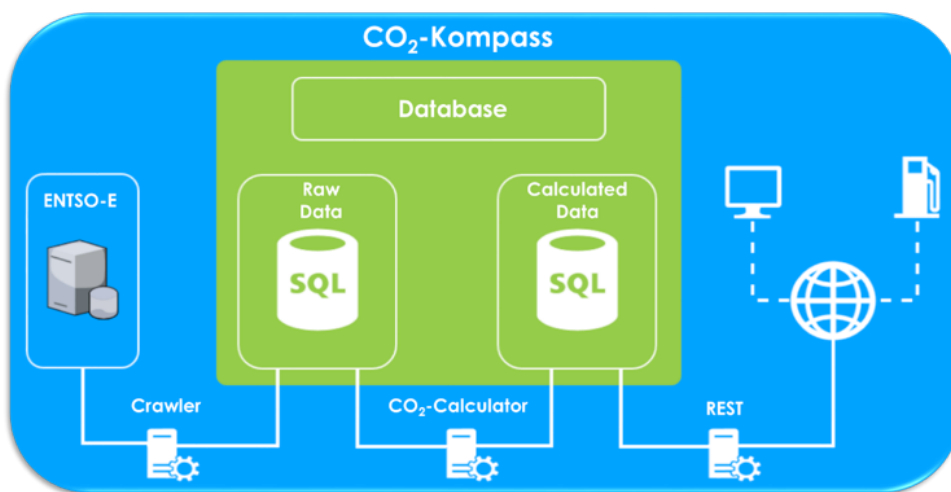 CO₂-Kompass
Database
ENTSO-E
Raw
Data
SQL
Calculated
Data
SQL
Crawler
CO₂-Calculator
REST